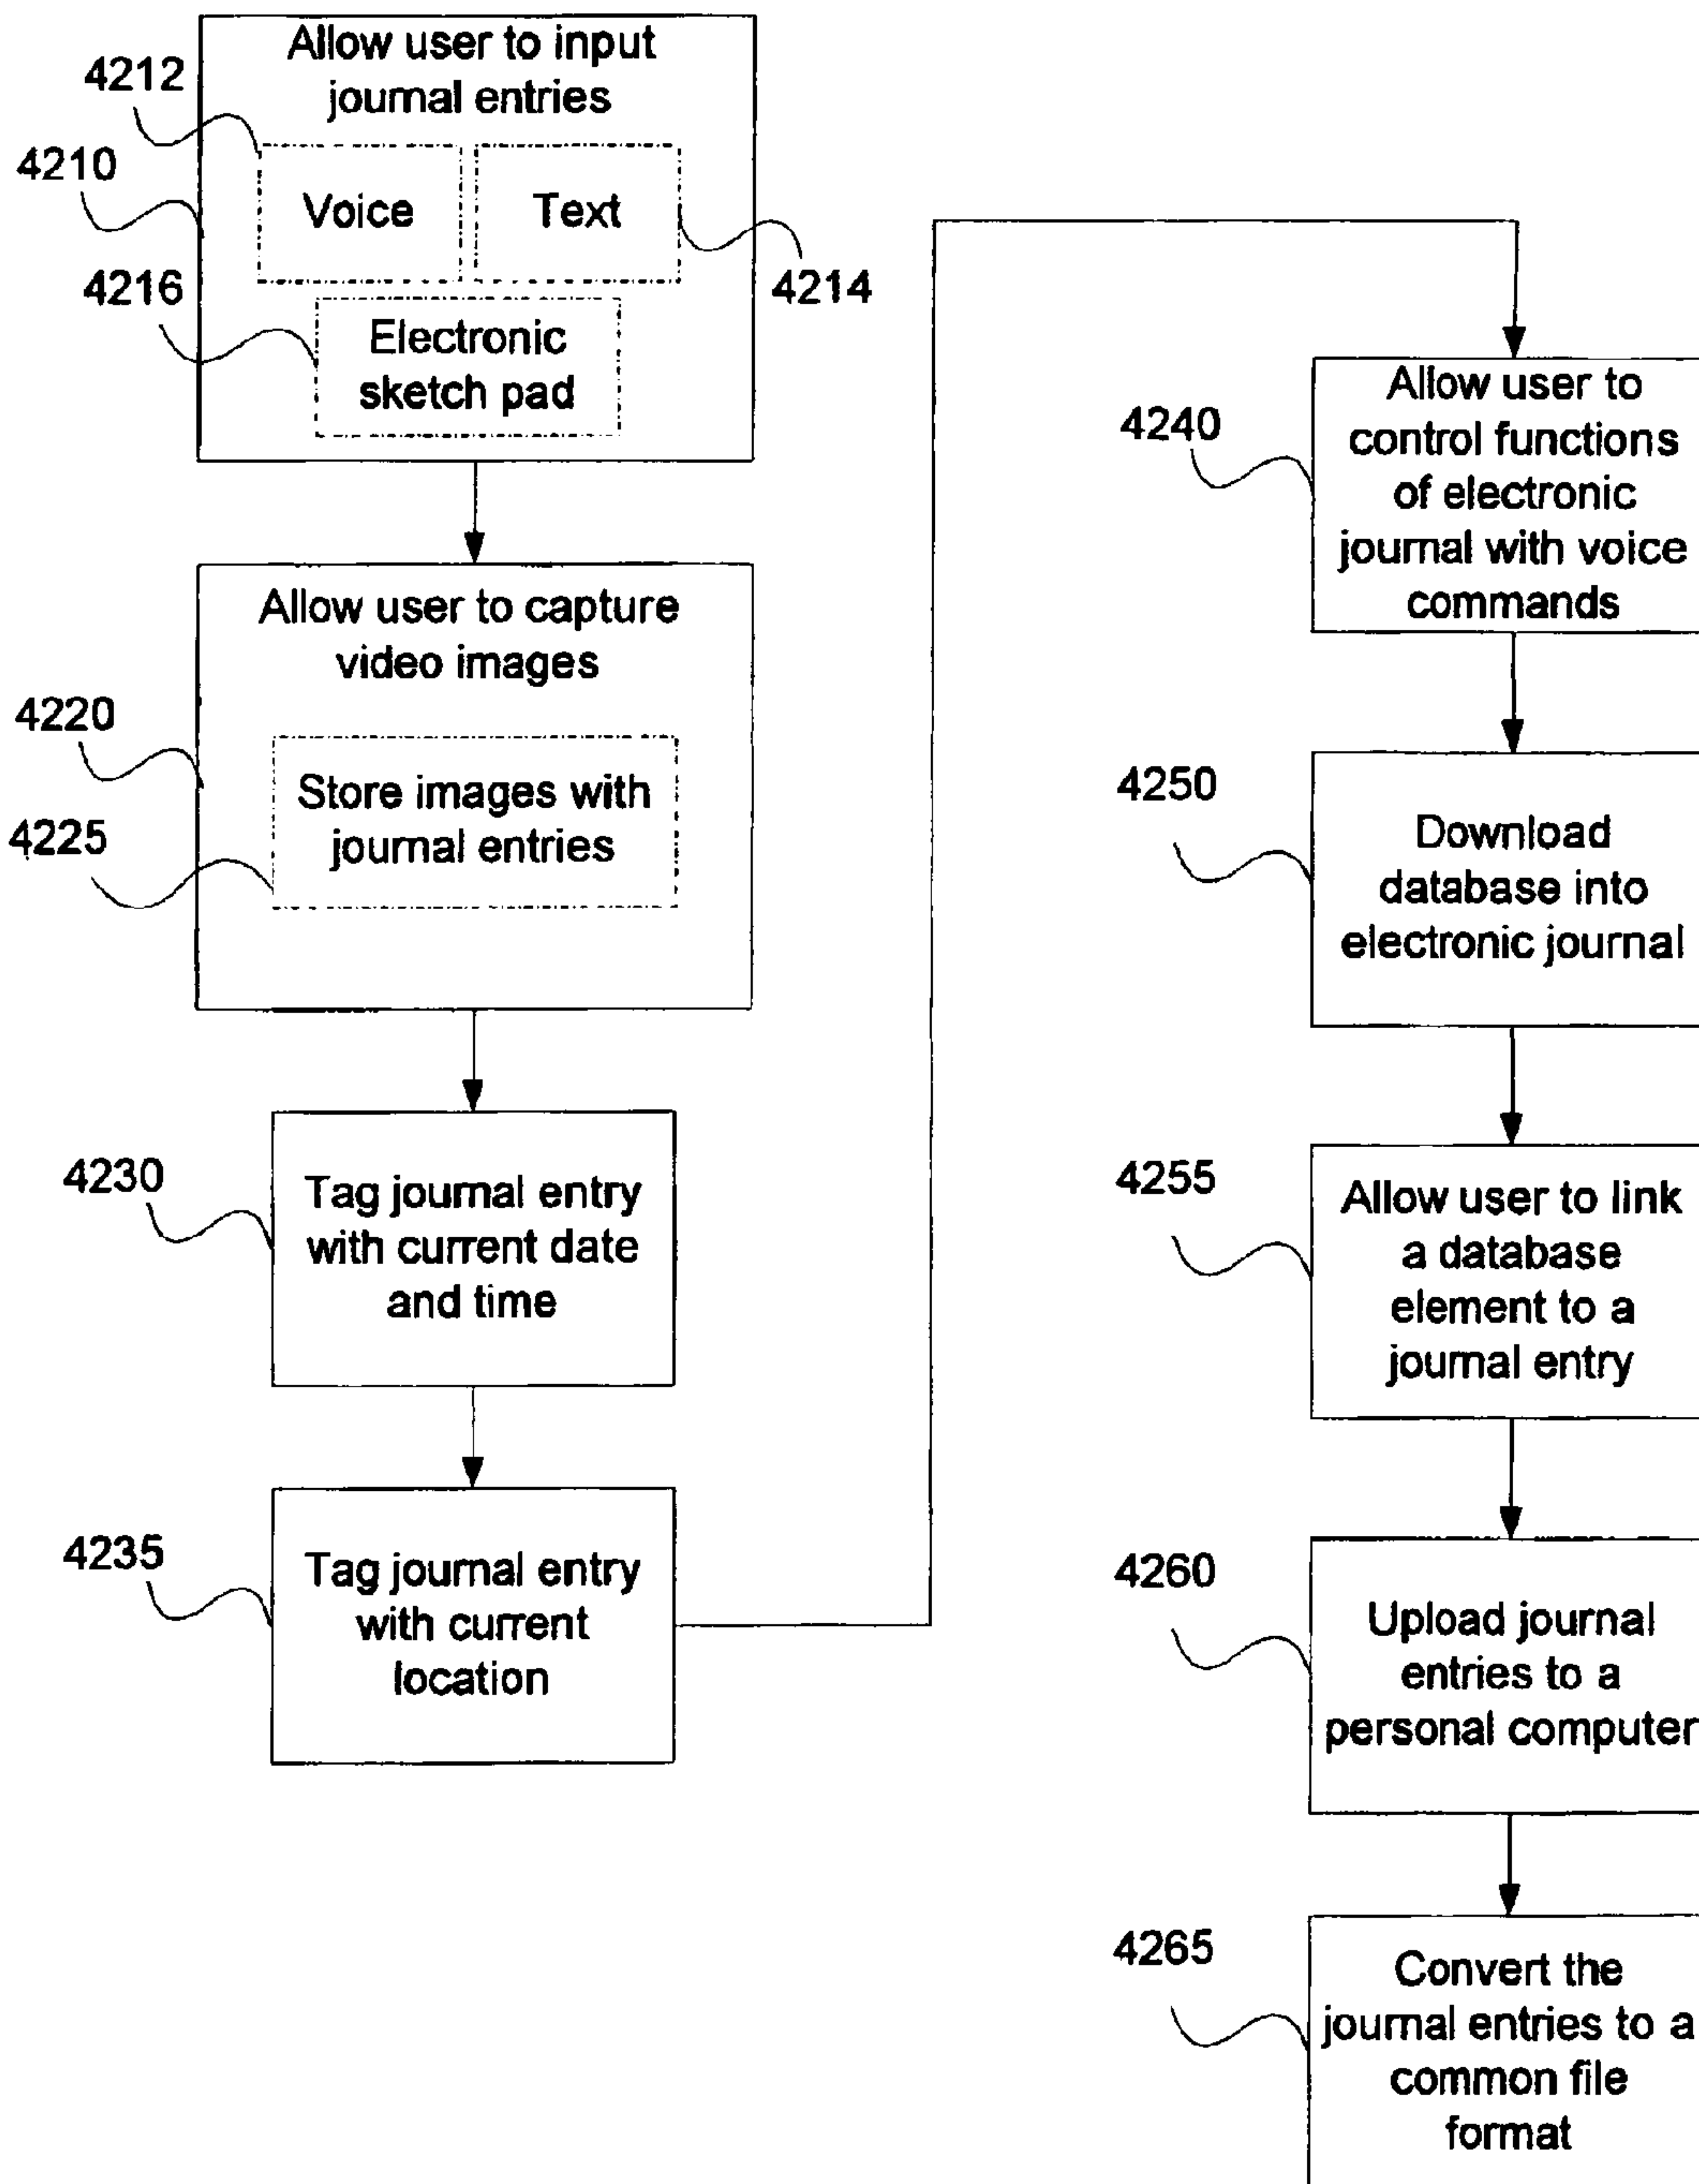 Allow user to input
journal entries
4212
4210
Voice
Text
4214
4216
Electronic
sketch pad
Allow user to capture
video images
4220
Store images with
journal entries
4225
4230
Tag journal entry
with current date
and time
4235
Tag journal entry
with current
location
4240
Allow user to
control functions
of electronic
journal with voice
commands
4250
Download
database into
electronic journal
4255
Allow user to link
a database
element to a
journal entry
4260
Upload journal
entries to a
personal computer
4265
Convert the
journal entries to a
common file
format